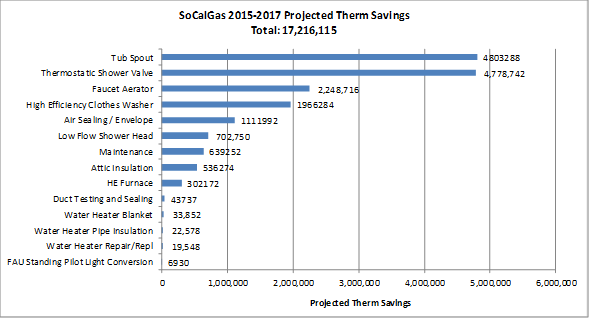 SoCalGas 2015-2017 Projected Therm Savings
Total: 17,216,115
Tub Spout 4803288
Thermostatic Shower Valve 4,778,742
Faucet Aerator 2,248,716
High Efficiency Clothes Washer 1966284
Air Sealing / Envelope 1111992
Low Flow Shower Head 702,750
Maintenance 639252
Attic Insulation 536274
HE Furnace 302172
Duct Testing and Sealing 43737
Water Heater Blanket 33,852
Water Heater Pipe Insulation 22,578
Water Heater Repair/Repl 19,548
FAU Standing Pilot Light Conversion 6930
0 1,000,000 2,000,000 3,000,000 4,000,000 5,000,000 6,000,000
Projected Therm Savings